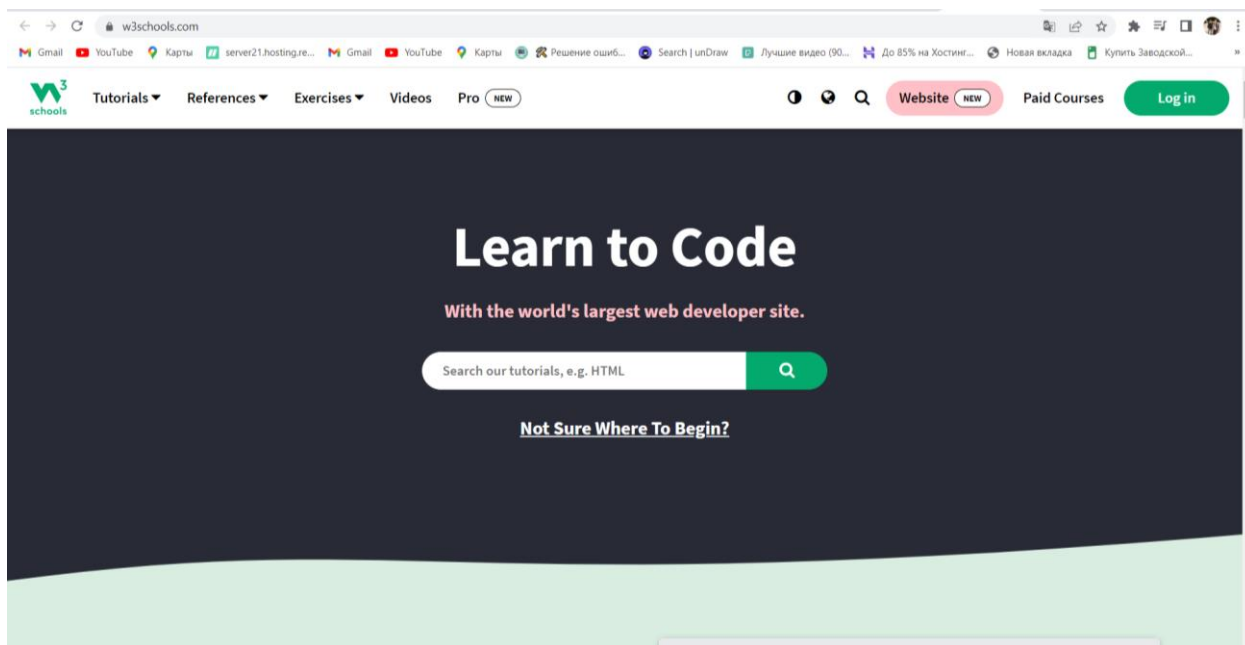 w3schools.com
Gmail YouTube Карты server21.hosting.re... Gmail YouTube Карты Решение ошиб... Search | unDraw Лучшие видео (90... До 85% на Хостинг... Новая вкладка Купить Заводской... »
W3 schools Tutorials References Exercises Videos Pro NEW Website NEW Paid Courses Log in
Learn to Code
With the world's largest web developer site.
Search our tutorials, e.g. HTML
Not Sure Where To Begin?